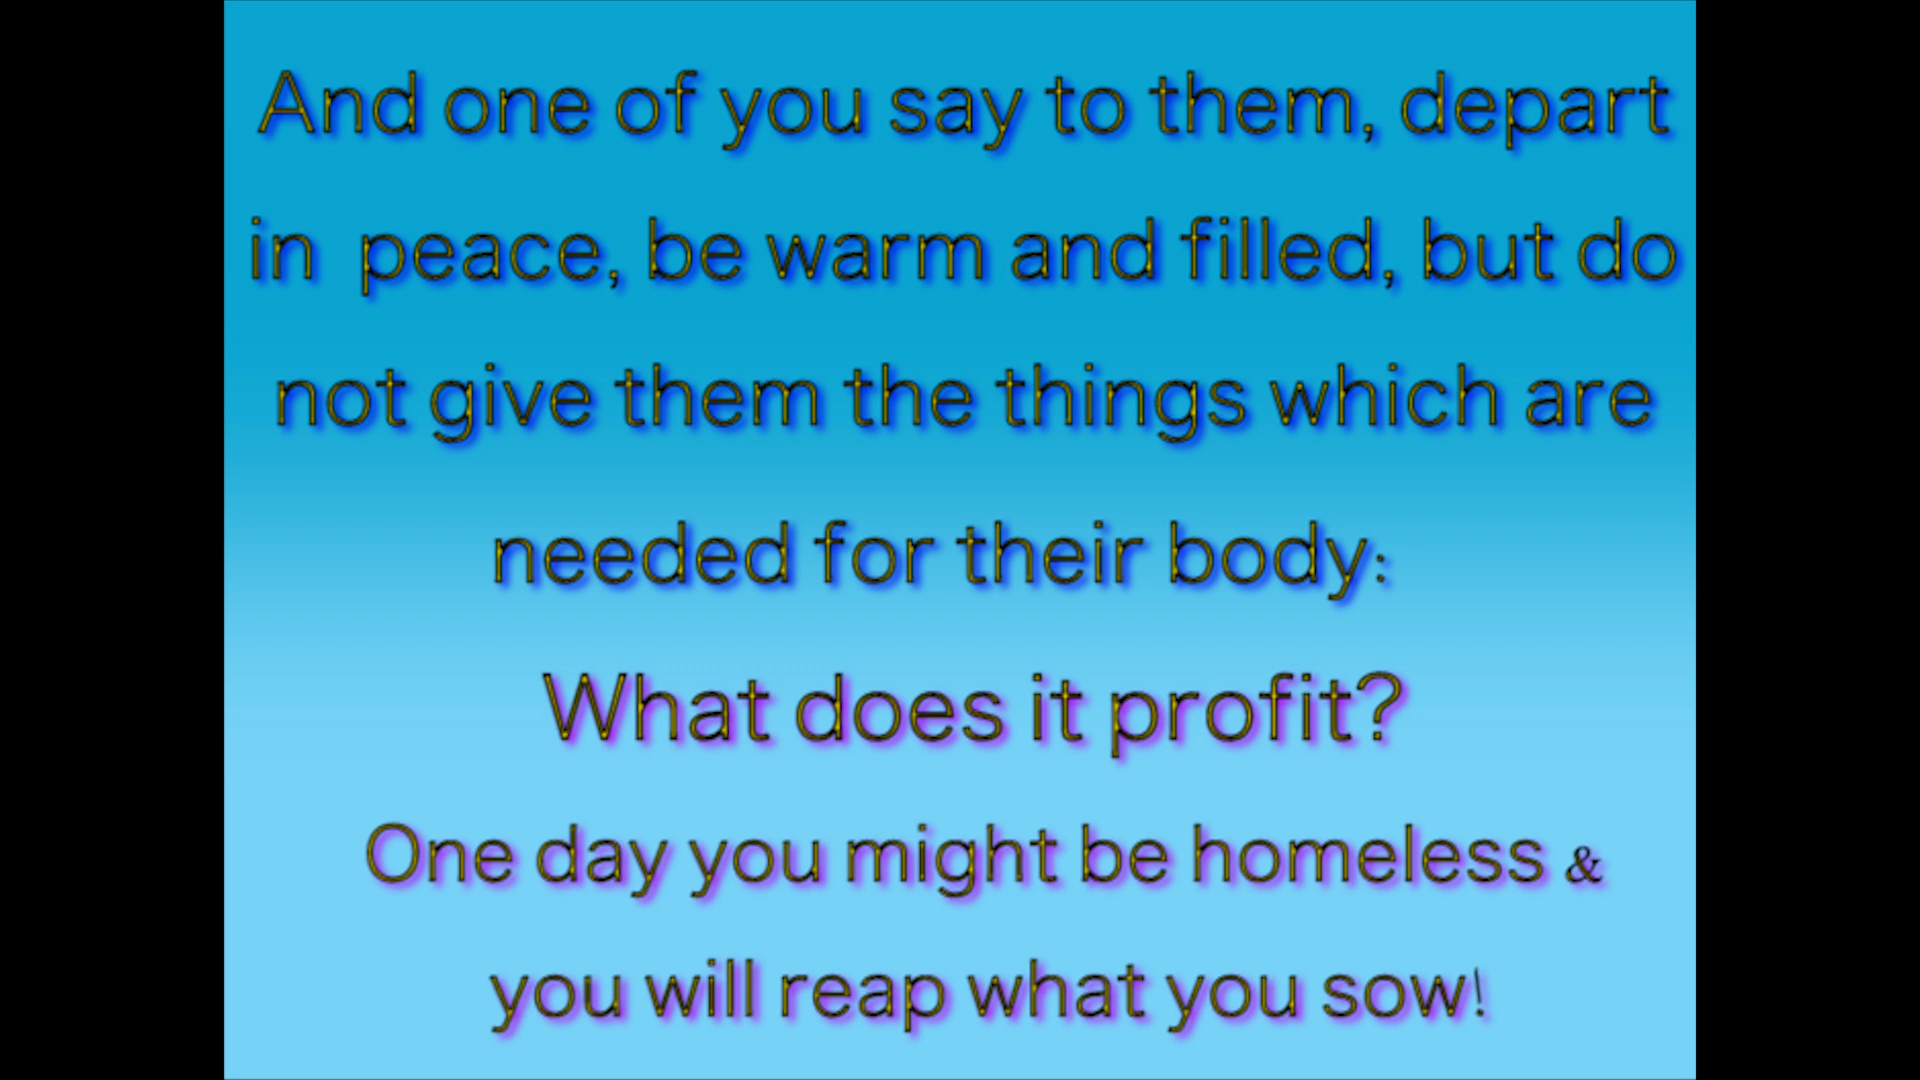 And one of you say to them, depart
in peace, be warm and filled, but do
not give them the things which are
needed for their body:
What does it profit?
One day you might be homeless &
you will reap what you sow!